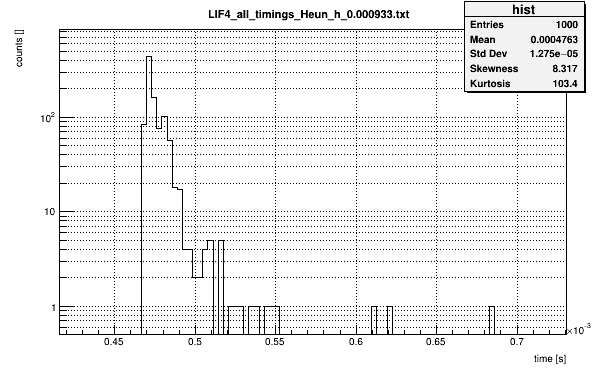 LIF4_all_timings_Heun_h_0.000933.txt
hist
Entries 1000
Mean 0.0004763
Std Dev 1.275e−05
Skewness 8.317
Kurtosis 103.4
counts []
10²
10
1
0.45 0.5 0.55 0.6 0.65 0.7
×10⁻³
time [s]